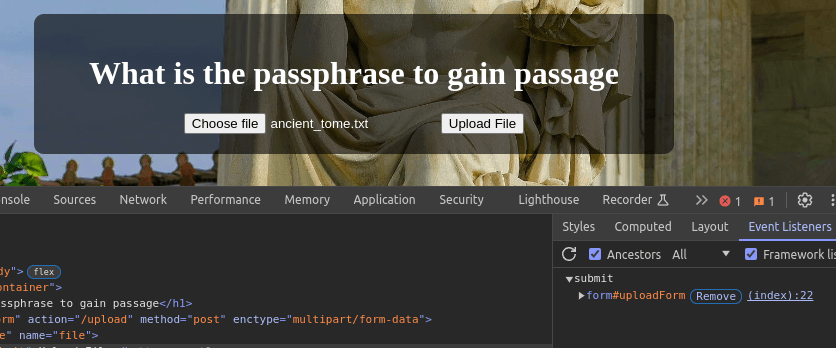 What is the passphrase to gain passage
Choose file ancient_tome.txt Upload File
nsole Sources Network Performance Memory Application Security Lighthouse Recorder 1 1
Styles Computed Layout Event Listeners
Ancestors All Framework lis
submit
form#uploadForm Remove (index):22
dy"> flex
ontainer">
ssphrase to gain passage</h1>
orm" action="/upload" method="post" enctype="multipart/form-data">
e" name="file">